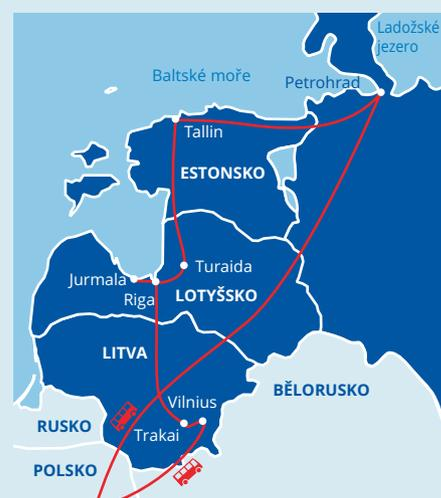 Ladožské
jezero
Baltské moře
Petrohrad
Tallin
ESTONSKO
Turaida
Jurmala
Riga
LOTYŠSKO
LITVA
BĚLORUSKO
Vilnius
RUSKO
Trakai
POLSKO